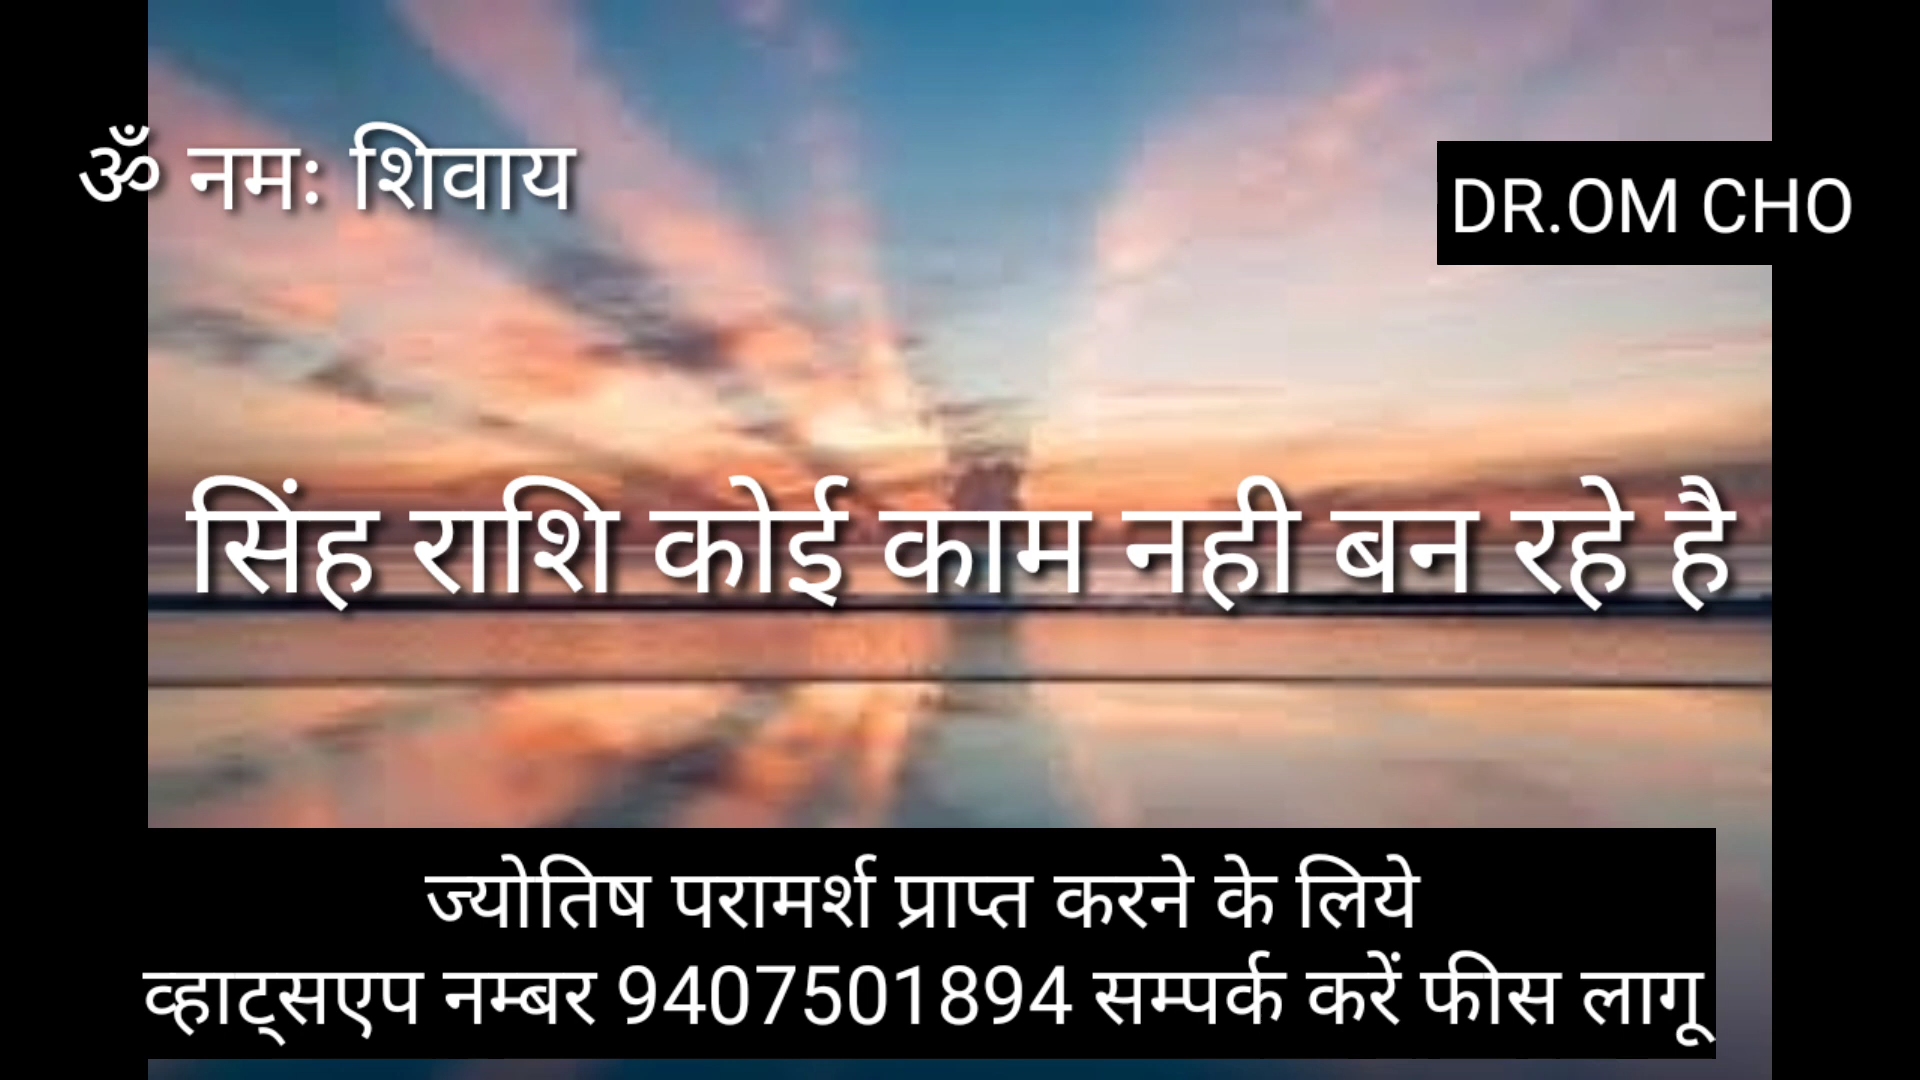 ॐ नमः शिवाय
DR.OM CHO
सिंह राशि कोई काम नही बन रहे है
ज्योतिष परामर्श प्राप्त करने के लिये
व्हाट्सएप नम्बर 9407501894 सम्पर्क करें फीस लागू